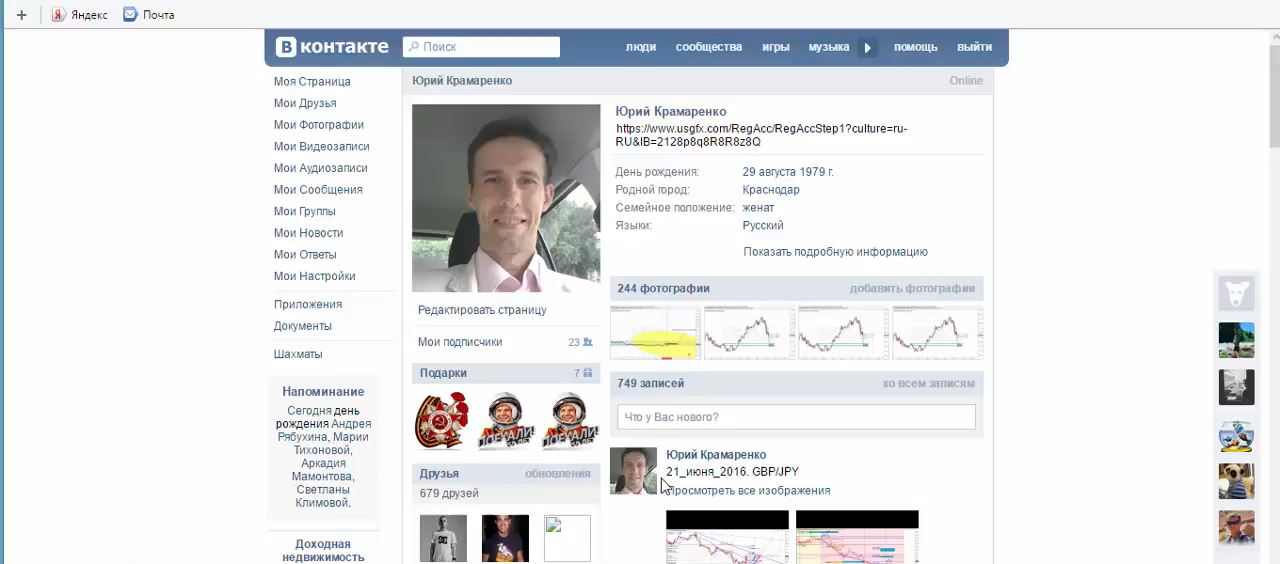 Яндекс
Почта
В контакте
Поиск
люди
сообщества
игры
музыка
помощь
выйти
Моя Страница
Мои Друзья
Мои Фотографии
Мои Видеозаписи
Мои Аудиозаписи
Мои Сообщения
Мои Группы
Мои Новости
Мои Ответы
Мои Настройки
Приложения
Документы
Шахматы
Напоминание
Сегодня день
рождения Андрея
Рябухина, Марии
Тихоновой,
Аркадия
Мамонтова,
Светланы
Климовой.
Доходная
недвижимость
Юрий Крамаренко
Online
Редактировать страницу
Мои подписчики 23
Подарки 7
ПОЕХАЛИ
ПОЕХАЛИ
Друзья обновления
679 друзей
Юрий Крамаренко
https://www.usgfx.com/RegAcc/RegAccStep1?culture=ru-
RU&IB=2128p8q8R8R8z8Q
День рождения: 29 августа 1979 г.
Родной город: Краснодар
Семейное положение: женат
Языки: Русский
Показать подробную информацию
244 фотографии добавить фотографии
749 записей ко всем записям
Что у Вас нового?
Юрий Крамаренко
21_июня_2016. GBP/JPY
Просмотреть все изображения